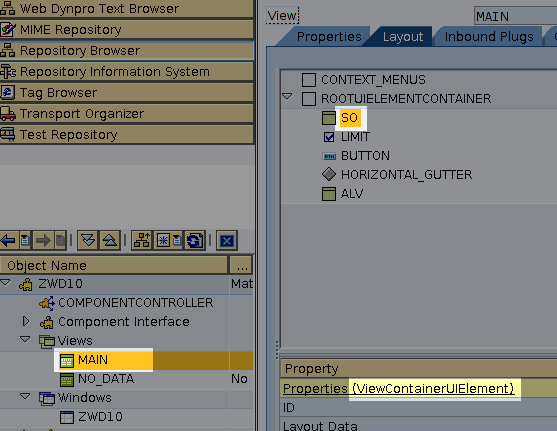 Web Dynpro Text Browser
MIME Repository
Repository Browser
Repository Information System
Tag Browser
Transport Organizer
Test Repository
Object Name
...
ZWD10
Mat
COMPONENTCONTROLLER
Component Interface
Views
MAIN
NO_DATA
No
Windows
ZWD10
View
MAIN
Properties
Layout
Inbound Plugs
CONTEXT_MENUS
ROOTUIELEMENTCONTAINER
SO
LIMIT
BUTTON
HORIZONTAL_GUTTER
ALV
Property
Properties (ViewContainerUIElement)
ID
Layout Data